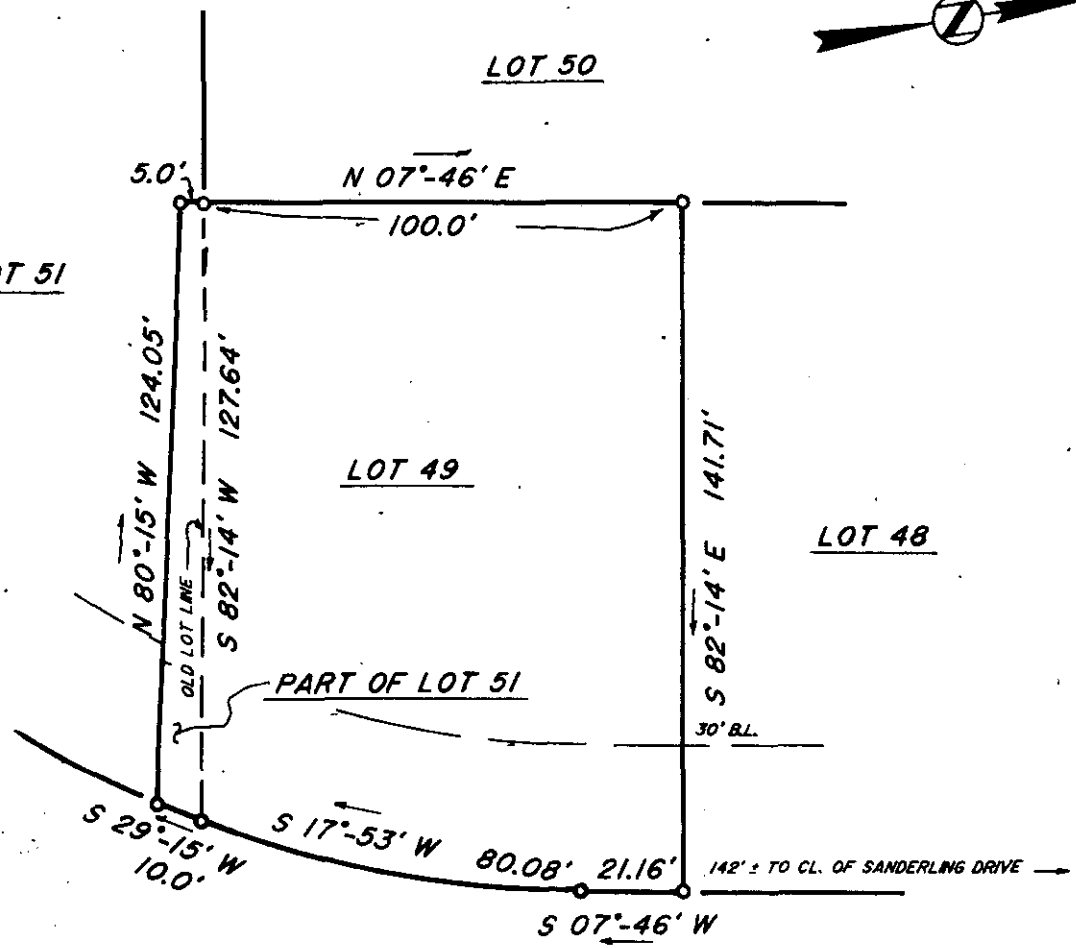 Z
LOT 50
5.0'
N 07°-46' E
100.0'
OT 51
N 80°-15' W 124.05'
OLD LOT LINE
S 82°-14' W 127.64'
LOT 49
S 82°-14' E 141.71'
LOT 48
PART OF LOT 51
30' B.L.
S 29°-15' W
10.0'
S 17°-53' W
80.08'
21.16'
142' ± TO CL. OF SANDERLING DRIVE
S 07°-46' W